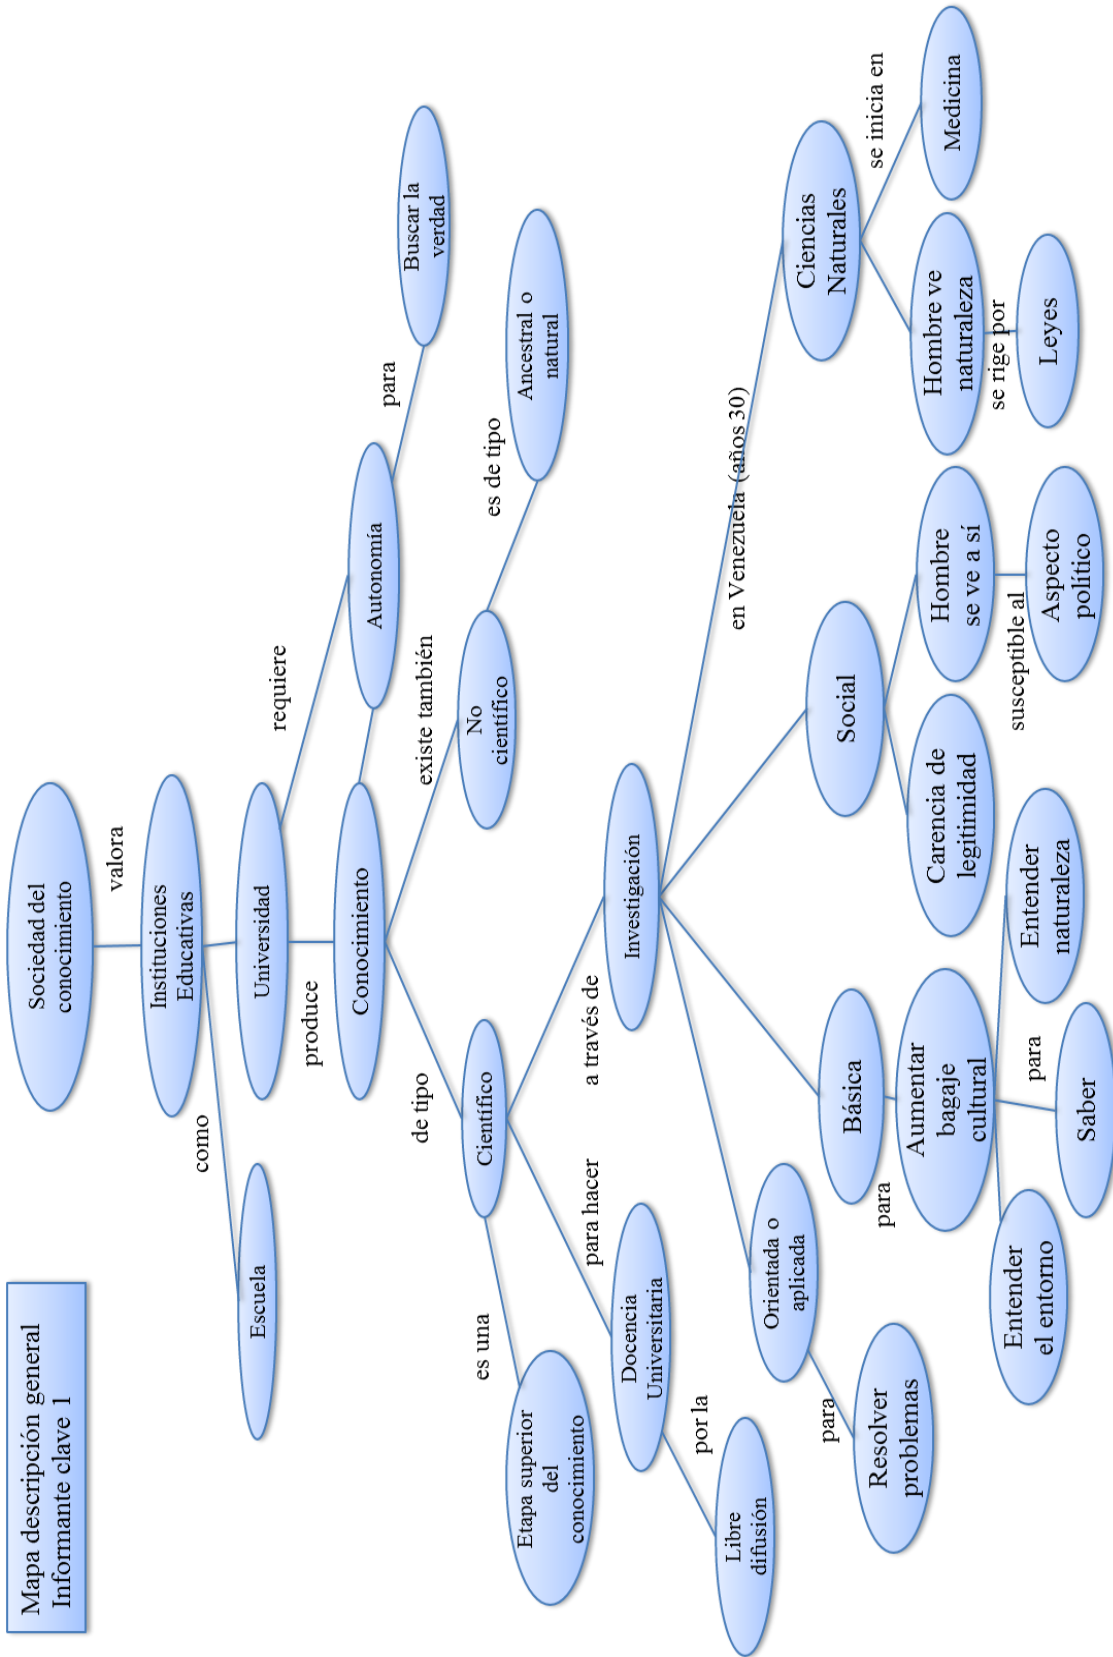 Mapa descripción general
Informante clave 1
Sociedad del
conocimiento
valora
Instituciones
Educativas
como
Escuela
Universidad
requiere
produce
Autonomía
para
Buscar la
verdad
Conocimiento
existe también
de tipo
No
científico
es de tipo
Ancestral o
natural
Científico
es una
para hacer
a través de
Etapa superior
del
conocimiento
Docencia
Universitaria
por la
Libre
difusión
Investigación
en Venezuela (años 30)
Orientada o
aplicada
para
Resolver
problemas
Básica
para
Aumentar
bagaje
cultural
para
Entender
el entorno
Saber
Entender
naturaleza
Social
Carencia de
legitimidad
Hombre
se ve a sí
susceptible al
Aspecto
político
Ciencias
Naturales
se inicia en
Hombre ve
naturaleza
Medicina
se rige por
Leyes